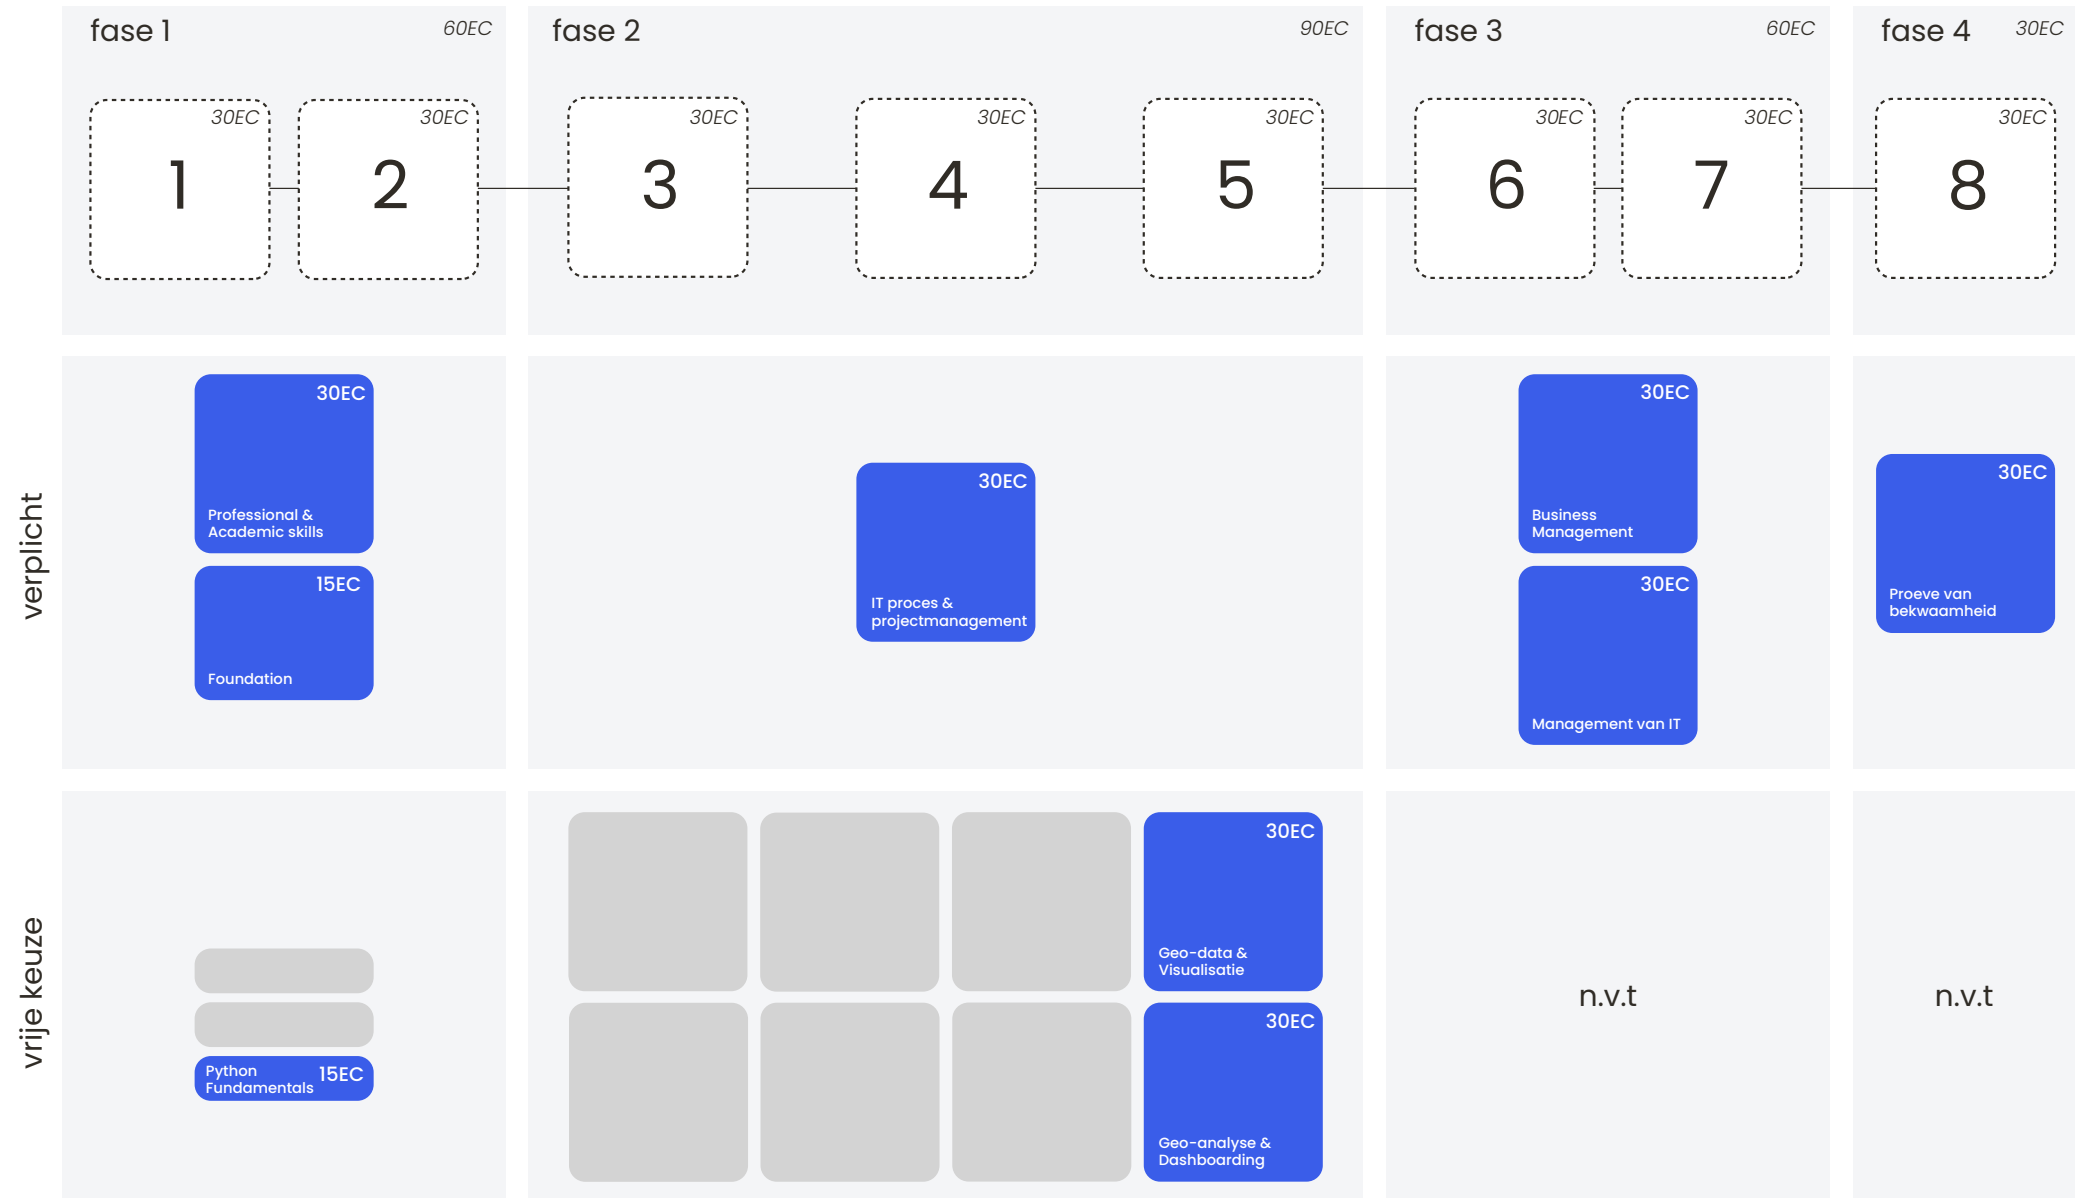 fase 1
60EC
fase 2
90EC
fase 3
60EC
fase 4
30EC
30EC
1
30EC
2
30EC
3
30EC
4
30EC
5
30EC
6
30EC
7
30EC
8
verplicht
30EC
Professional &
Academic skills
15EC
Foundation
30EC
IT proces &
projectmanagement
30EC
Business
Management
30EC
Management van IT
30EC
Proeve van
bekwaamheid
vrije keuze
Python
Fundamentals
15EC
30EC
Geo-data &
Visualisatie
30EC
Geo-analyse &
Dashboarding
n.v.t
n.v.t